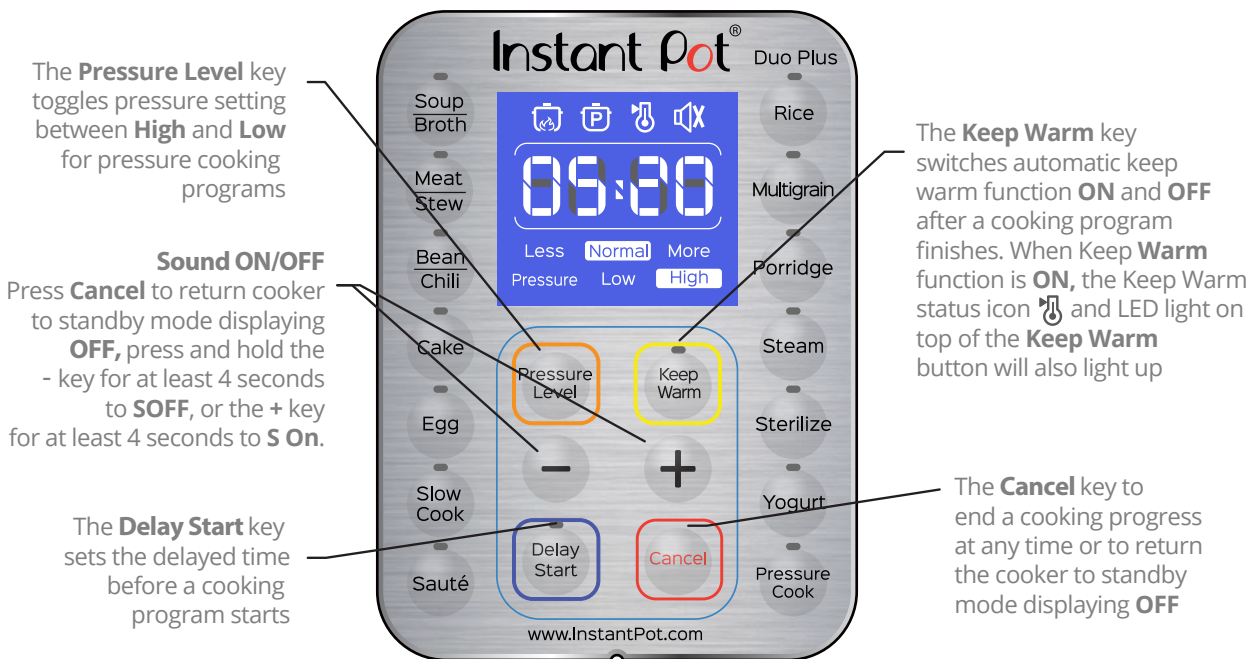 The Pressure Level key
toggles pressure setting
between High and Low
for pressure cooking
programs
Sound ON/OFF
Press Cancel to return cooker
to standby mode displaying
OFF, press and hold the
- key for at least 4 seconds
to SOFF, or the + key
for at least 4 seconds to S On.
The Delay Start key
sets the delayed time
before a cooking
program starts
Instant Pot®
Duo Plus
Soup
Broth
Meat
Stew
Bean
Chili
Cake
Egg
Slow
Cook
Sauté
P
05:20
Less Normal More
Pressure Low High
Pressure
Level
Keep
Warm
-
+
Delay
Start
Cancel
www.InstantPot.com
Rice
Multigrain
Porridge
Steam
Sterilize
Yogurt
Pressure
Cook
The Keep Warm key
switches automatic keep
warm function ON and OFF
after a cooking program
finishes. When Keep Warm
function is ON, the Keep Warm
status icon and LED light on
top of the Keep Warm
button will also light up
The Cancel key to
end a cooking progress
at any time or to return
the cooker to standby
mode displaying OFF